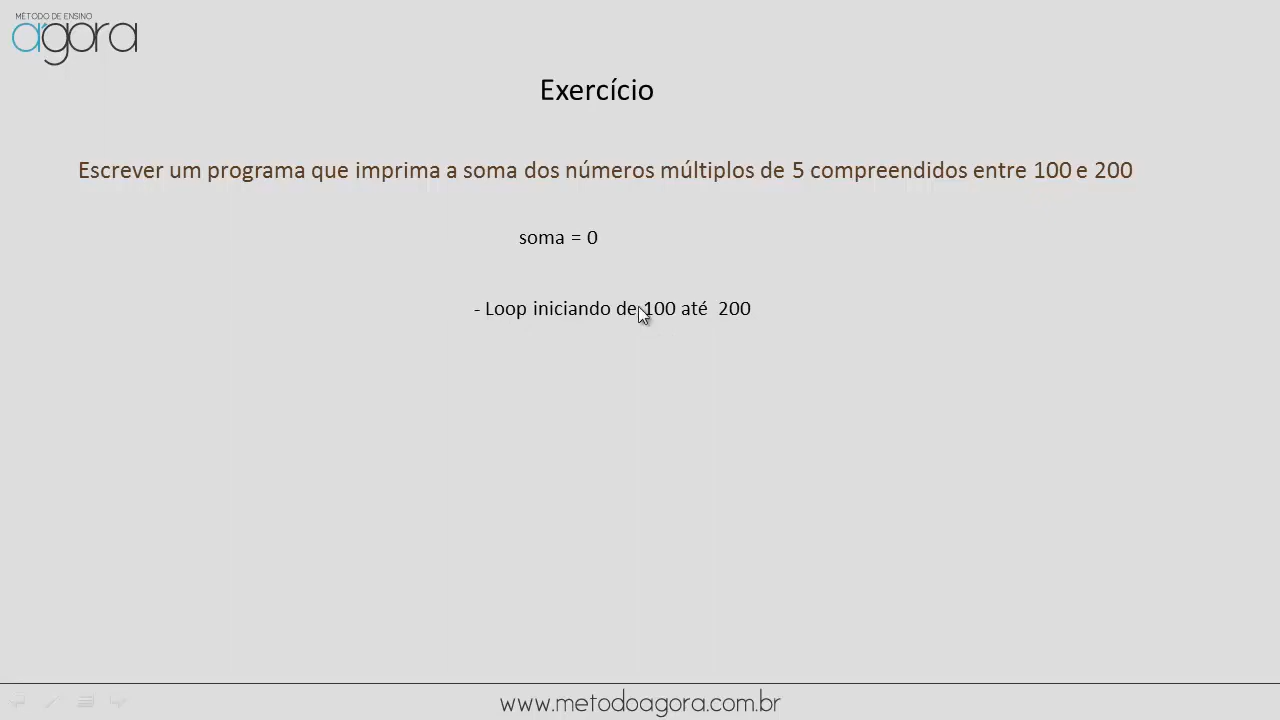 MÉTODO DE ENSINO
agora
Exercício
Escrever um programa que imprima a soma dos números múltiplos de 5 compreendidos entre 100 e 200
soma = 0
- Loop iniciando de 100 até 200
www.metodoagora.com.br